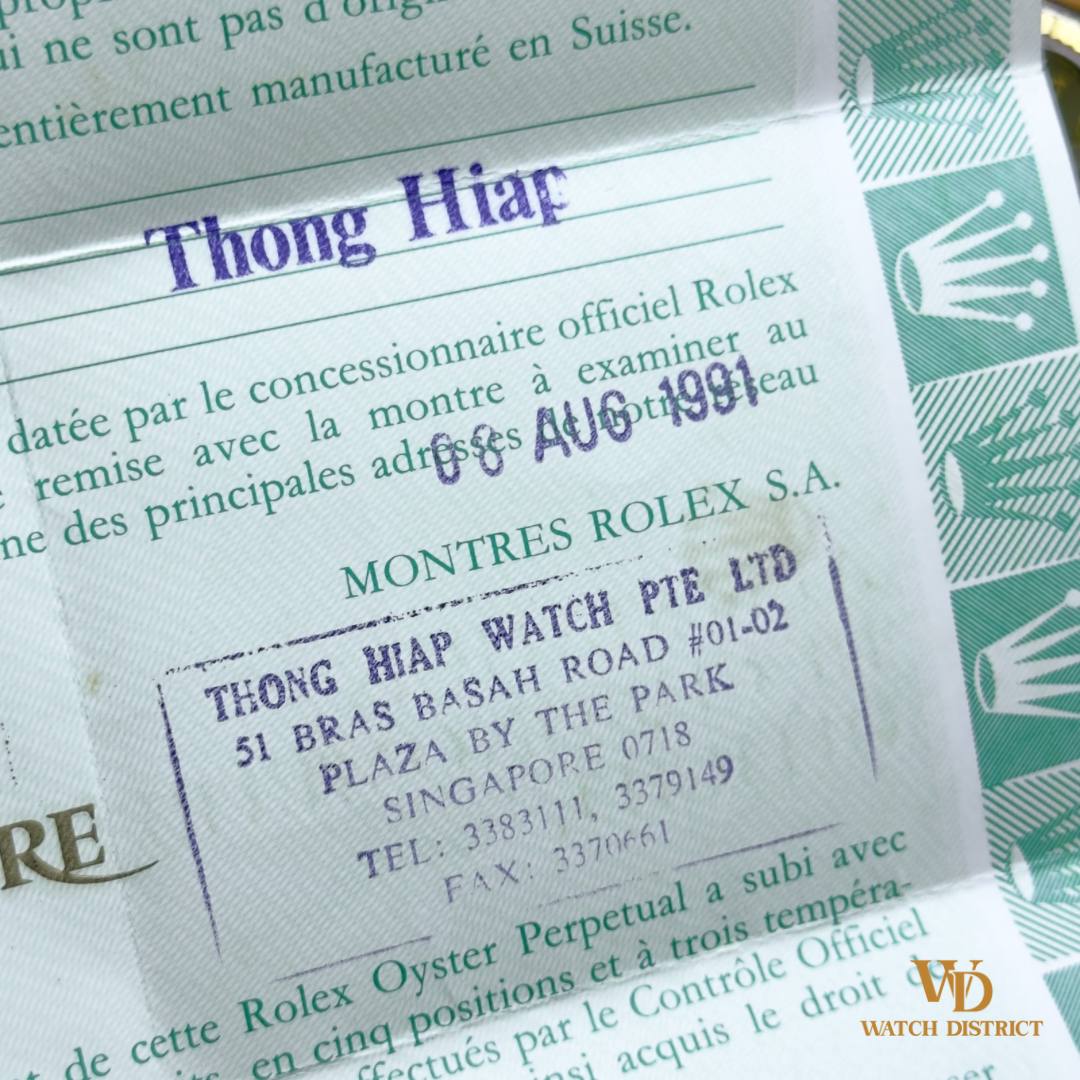 ui ne sont pas d'orig
entièrement manufacturé en Suisse.
Thong Hiap
datée par le concessionnaire officiel Rolex
remise avec la montre à examiner au
ne des principales adresses de notre réseau
08 AUG 1991
MONTRES ROLEX S.A.
THONG HIAP WATCH PTE LTD
51 BRAS BASAH ROAD #01-02
PLAZA BY THE PARK
SINGAPORE 0718
TEL: 3383111, 3379149
FAX: 3370661
RE
de cette Rolex Oyster Perpetual a subi avec
en cinq positions et à trois tempéra-
ffectués par le Contrôle Officiel
insi acquis le droit de
WD
WATCH DISTRICT